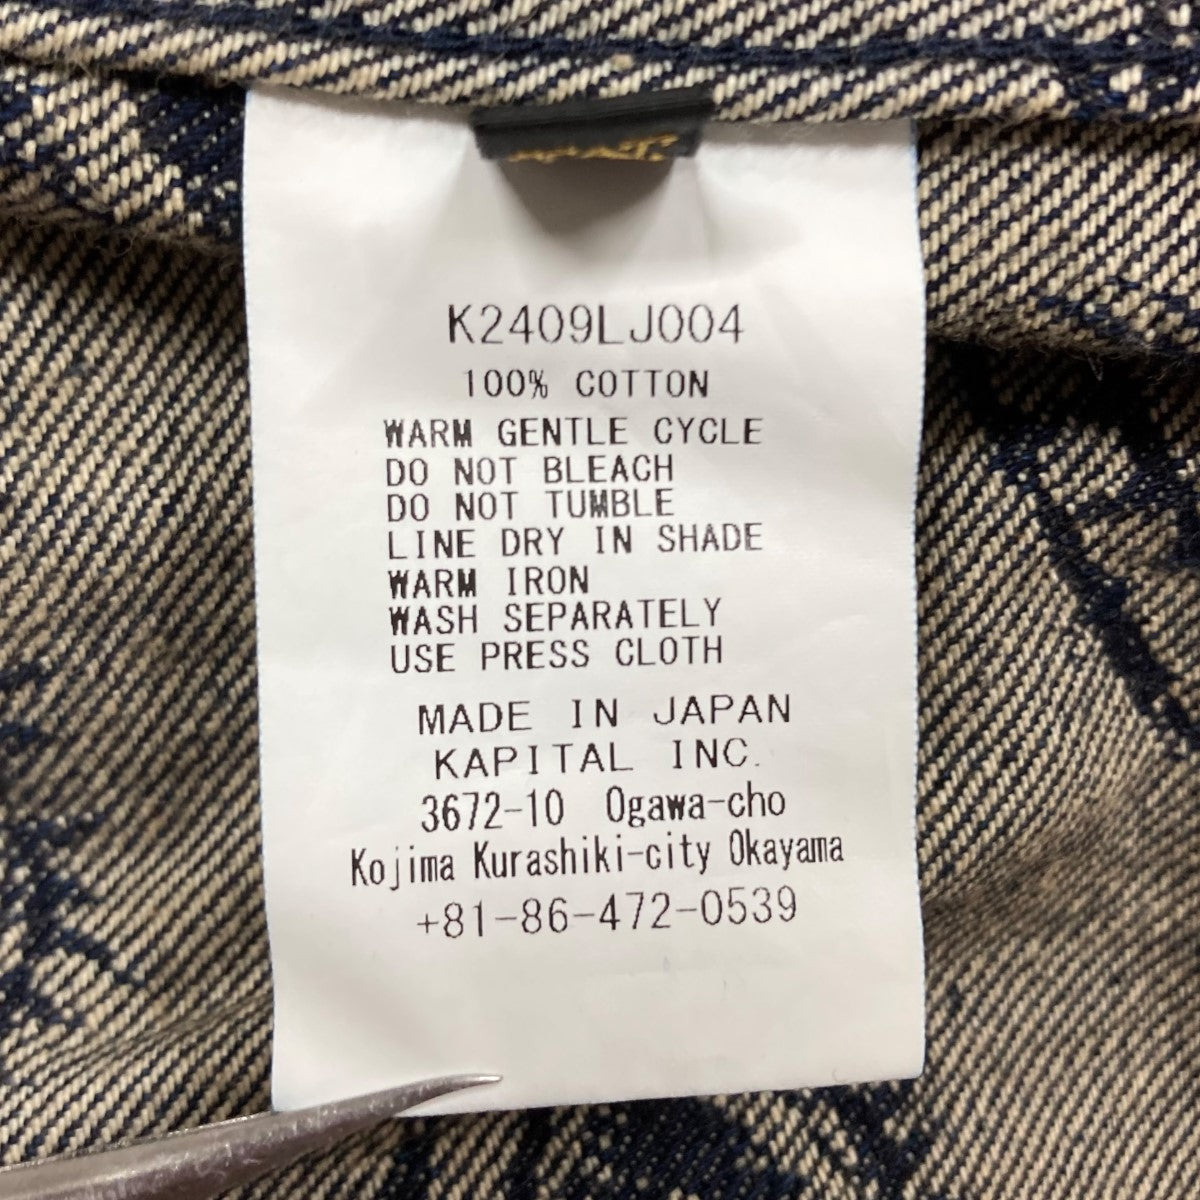 K2409LJ004
100% COTTON
WARM GENTLE CYCLE
DO NOT BLEACH
DO NOT TUMBLE
LINE DRY IN SHADE
WARM IRON
WASH SEPARATELY
USE PRESS CLOTH
MADE IN JAPAN
KAPITAL INC.
3672-10 Ogawa-cho
Kojima Kurashiki-city Okayama
+81-86-472-0539